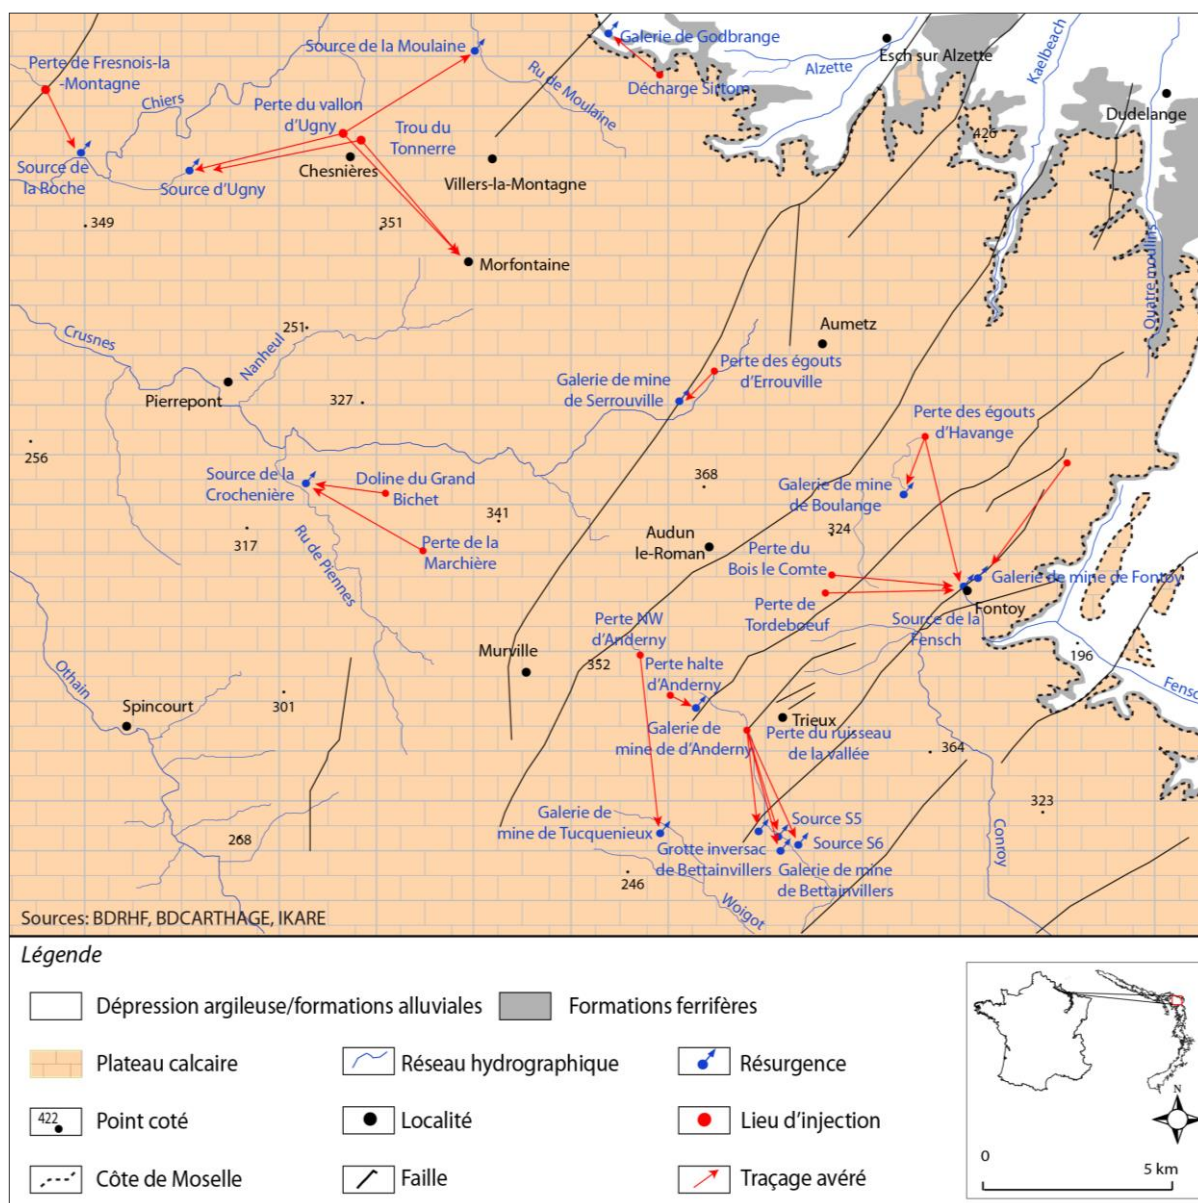 Source de la Moulaine
Galerie de Godbrange
Esch sur Alzette
Kaelbeach
Perte de Fresnois-la
-Montagne
Alzette
Chiers
Ru de Moulaine
Décharge Sirtom
Dudelange
Perte du vallon
d'Ugny
Trou du
Tonnerre
426
Source de
la Roche
Source d'Ugny
Chesnières
Villers-la-Montagne
349
351
Morfontaine
Quatre moulins
Crusnes
Nanheul
251
Aumetz
Pierrepont
Galerie de mine
de Serrouville
Perte des égouts
d'Errouville
327
Perte des égouts
d'Havange
256
Source de la
Crochenière
Doline du Grand
Bichet
368
Galerie de mine
de Boulange
341
317
324
Perte de la
Marchière
Audun
le-Roman
Perte du
Bois le Comte
Galerie de mine de Fontoy
Ru de Piennes
Perte de
Tordeboeuf
Fontoy
Source de la
Fensch
Perte NW
d'Anderny
Murville
352
Perte halte
d'Anderny
196
Othain
Fensc
Spincourt
301
Galerie de
mine de d'Anderny
Trieux
Perte du ruisseau
de la vallée
364
Galerie de
mine de Tucquenieux
Source S5
323
268
Grotte inversac
de Bettainvillers
Source S6
Conroy
246
Galerie de mine
de Bettainvillers
Woigot
Sources: BDRHF, BDCARTHAGE, IKARE
Légende
Dépression argileuse/formations alluviales
Formations ferrifères
Plateau calcaire
Réseau hydrographique
Résurgence
422
Point coté
Localité
Lieu d'injection
Côte de Moselle
Faille
Traçage avéré
N
0
5 km